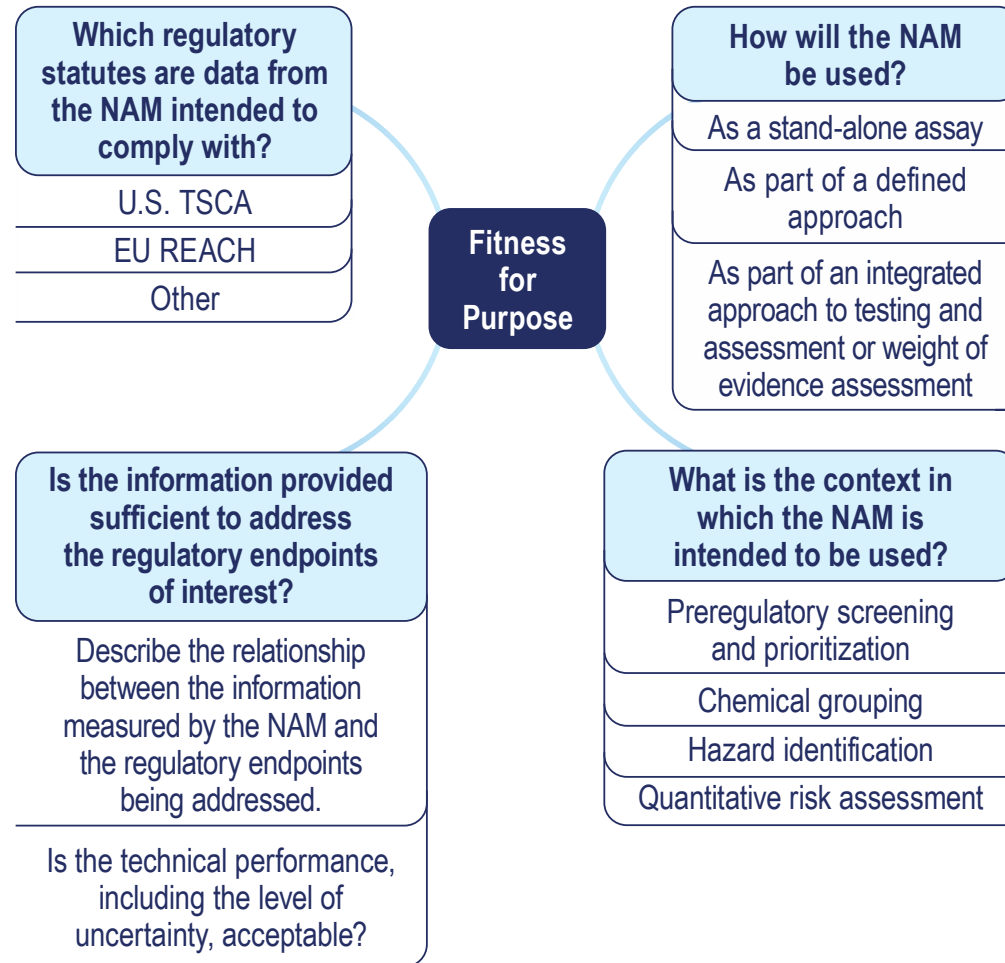 Which regulatory
statutes are data from
the NAM intended to
comply with?
U.S. TSCA
EU REACH
Other
How will the NAM
be used?
As a stand-alone assay
As part of a defined
approach
As part of an integrated
approach to testing and
assessment or weight of
evidence assessment
Fitness
for
Purpose
Is the information provided
sufficient to address
the regulatory endpoints
of interest?
Describe the relationship
between the information
measured by the NAM and
the regulatory endpoints
being addressed.
Is the technical performance,
including the level of
uncertainty, acceptable?
What is the context in
which the NAM is
intended to be used?
Preregulatory screening
and prioritization
Chemical grouping
Hazard identification
Quantitative risk assessment